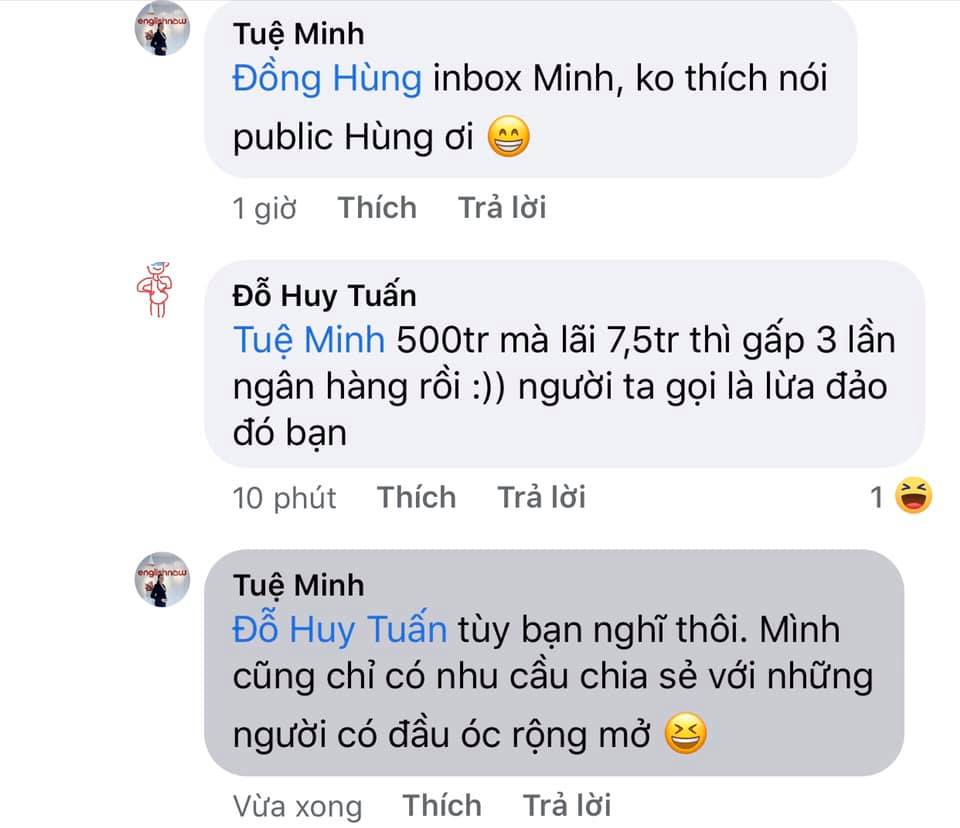 englishnow
Tuệ Minh
Đồng Hùng inbox Minh, ko thích nói
public Hùng ơi 😁
1 giờ Thích Trả lời
Đỗ Huy Tuấn
Tuệ Minh 500tr mà lãi 7,5tr thì gấp 3 lần
ngân hàng rồi :)) người ta gọi là lừa đảo
đó bạn
10 phút Thích Trả lời 1 😆
englishnow
Tuệ Minh
Đỗ Huy Tuấn tùy bạn nghĩ thôi. Mình
cũng chỉ có nhu cầu chia sẻ với những
người có đầu óc rộng mở 😆
Vừa xong Thích Trả lời